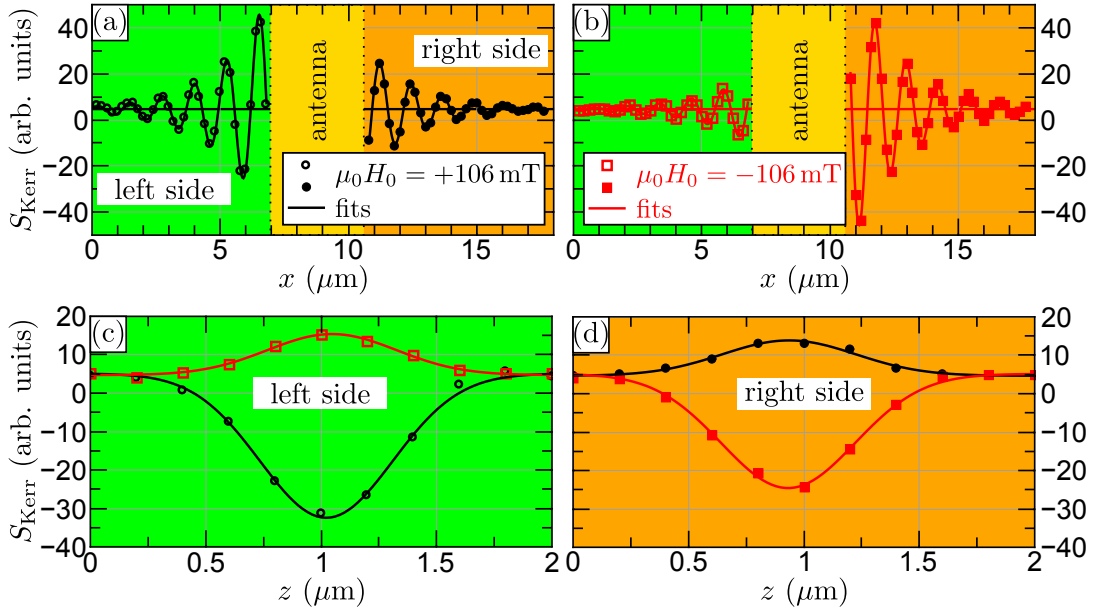 (a)
right side
antenna
left side
μ₀H₀ = +106 mT
fits
S_Kerr (arb. units)
40
20
0
−20
−40
0
5
10
15
x (μm)
(b)
antenna
μ₀H₀ = −106 mT
fits
40
20
0
−20
−40
0
5
10
15
x (μm)
(c)
left side
S_Kerr (arb. units)
20
10
0
−10
−20
−30
−40
0
0.5
1
1.5
2
z (μm)
(d)
right side
20
10
0
−10
−20
−30
−40
0
0.5
1
1.5
2
z (μm)